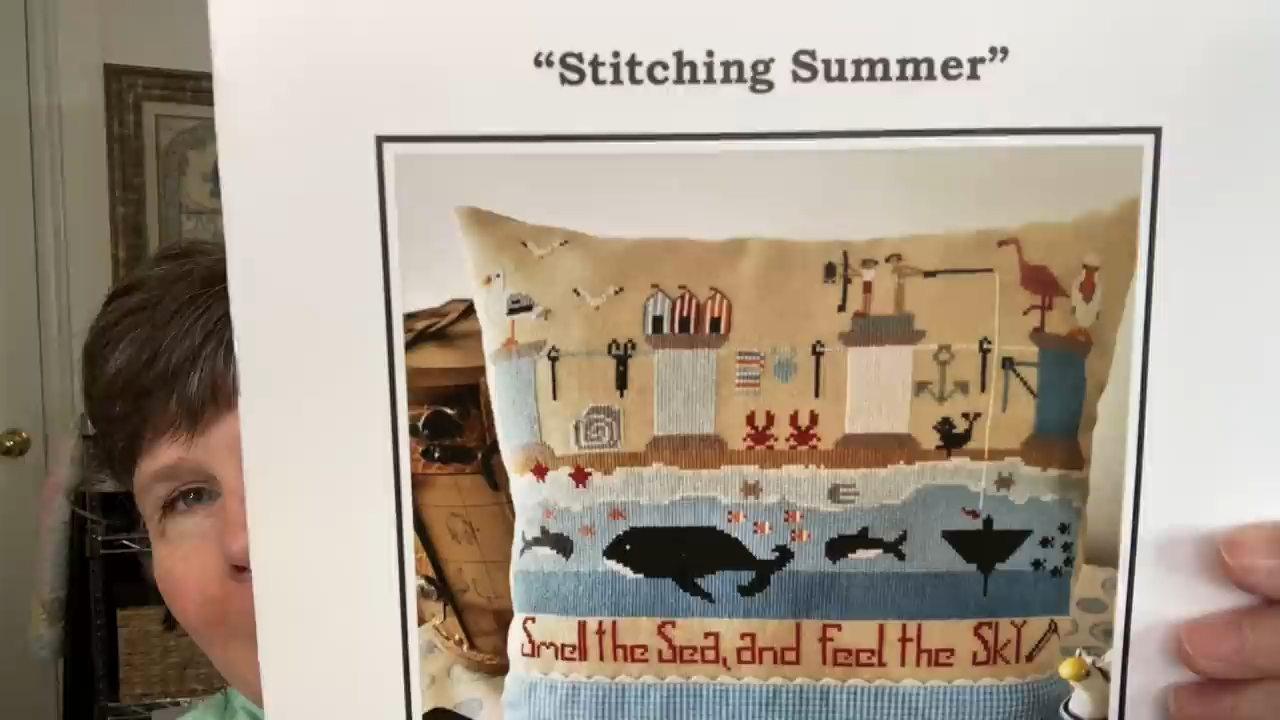 “Stitching Summer”
Smell the Sea, and feel the Sky